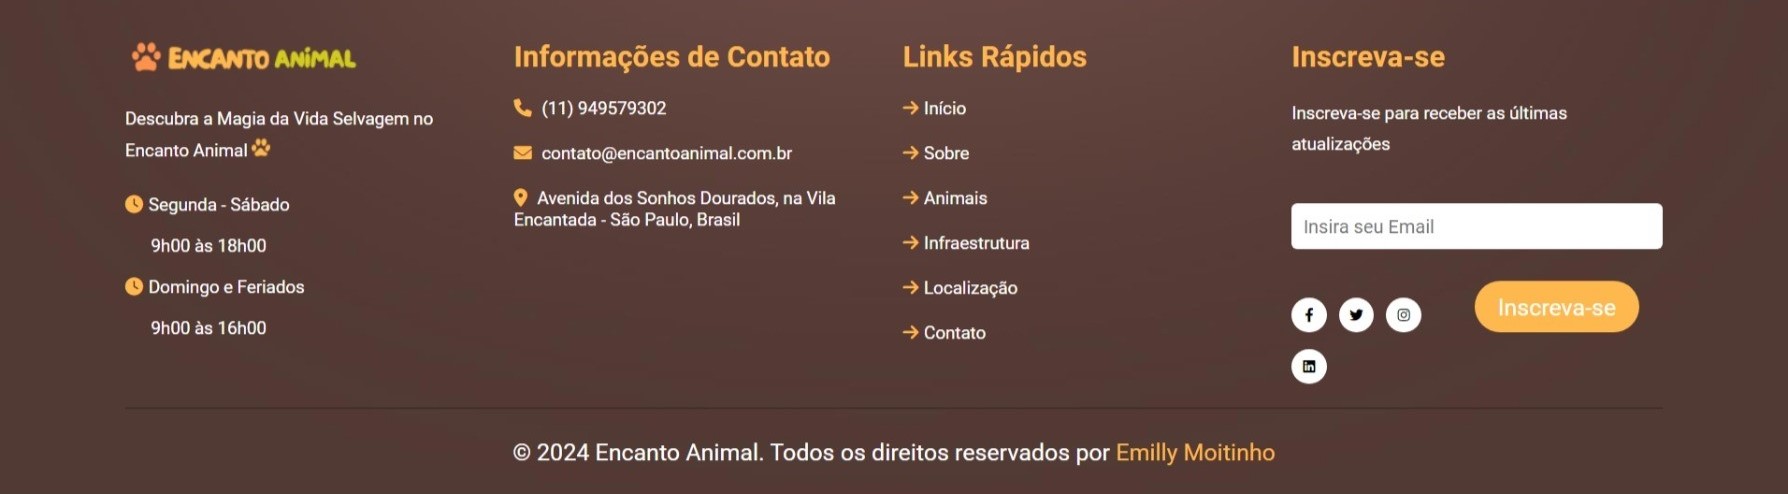 ENCANTO ANIMAL
Descubra a Magia da Vida Selvagem no
Encanto Animal
Segunda - Sábado
9h00 às 18h00
Domingo e Feriados
9h00 às 16h00
Informações de Contato
(11) 949579302
contato@encantoanimal.com.br
Avenida dos Sonhos Dourados, na Vila
Encantada - São Paulo, Brasil
Links Rápidos
Início
Sobre
Animais
Infraestrutura
Localização
Contato
Inscreva-se
Inscreva-se para receber as últimas
atualizações
Insira seu Email
Inscreva-se
© 2024 Encanto Animal. Todos os direitos reservados por Emilly Moitinho